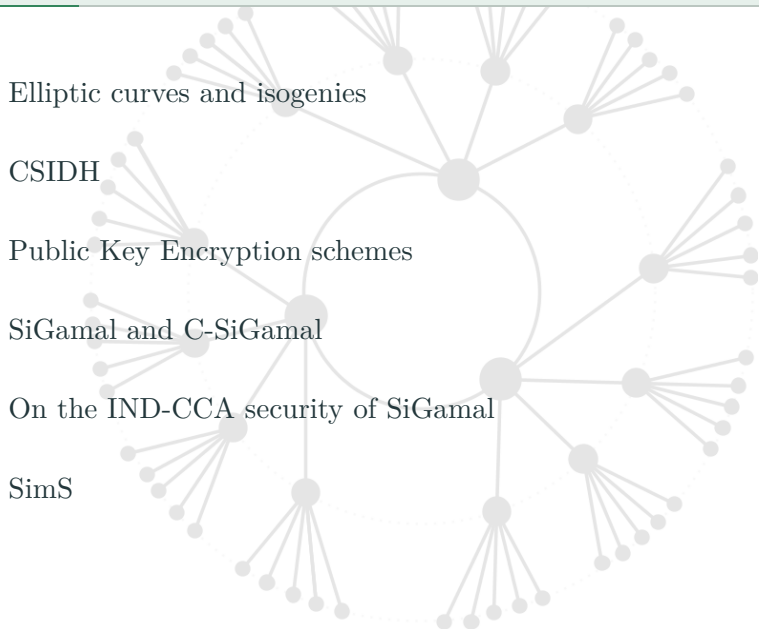 Elliptic curves and isogenies
CSIDH
Public Key Encryption schemes
SiGamal and C-SiGamal
On the IND-CCA security of SiGamal
SimS